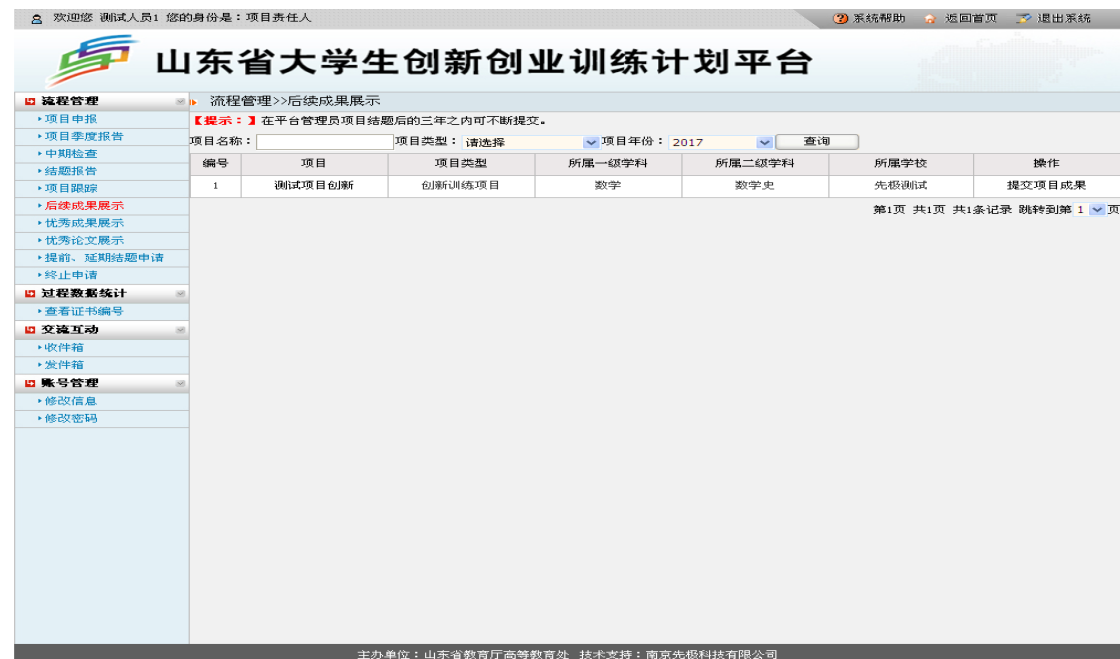 欢迎您 测试人员1 您的身份是：项目责任人 系统帮助 返回首页 退出系统
山东省大学生创新创业训练计划平台
流程管理
项目申报
项目季度报告
中期检查
结题报告
项目跟踪
后续成果展示
优秀成果展示
优秀论文展示
提前、延期结题申请
终止申请
过程数据统计
查看证书编号
交流互动
收件箱
发件箱
账号管理
修改信息
修改密码
流程管理>>后续成果展示
【提示：】在平台管理员项目结题后的三年之内可不断提交。
项目名称： 项目类型：请选择 项目年份：2017 查询
编号 项目 项目类型 所属一级学科 所属二级学科 所属学校 操作
1 测试项目创新 创新训练项目 数学 数学史 先极测试 提交项目成果
第1页 共1页 共1条记录 跳转到第 1 页
主办单位：山东省教育厅高等教育处 技术支持：南京先极科技有限公司